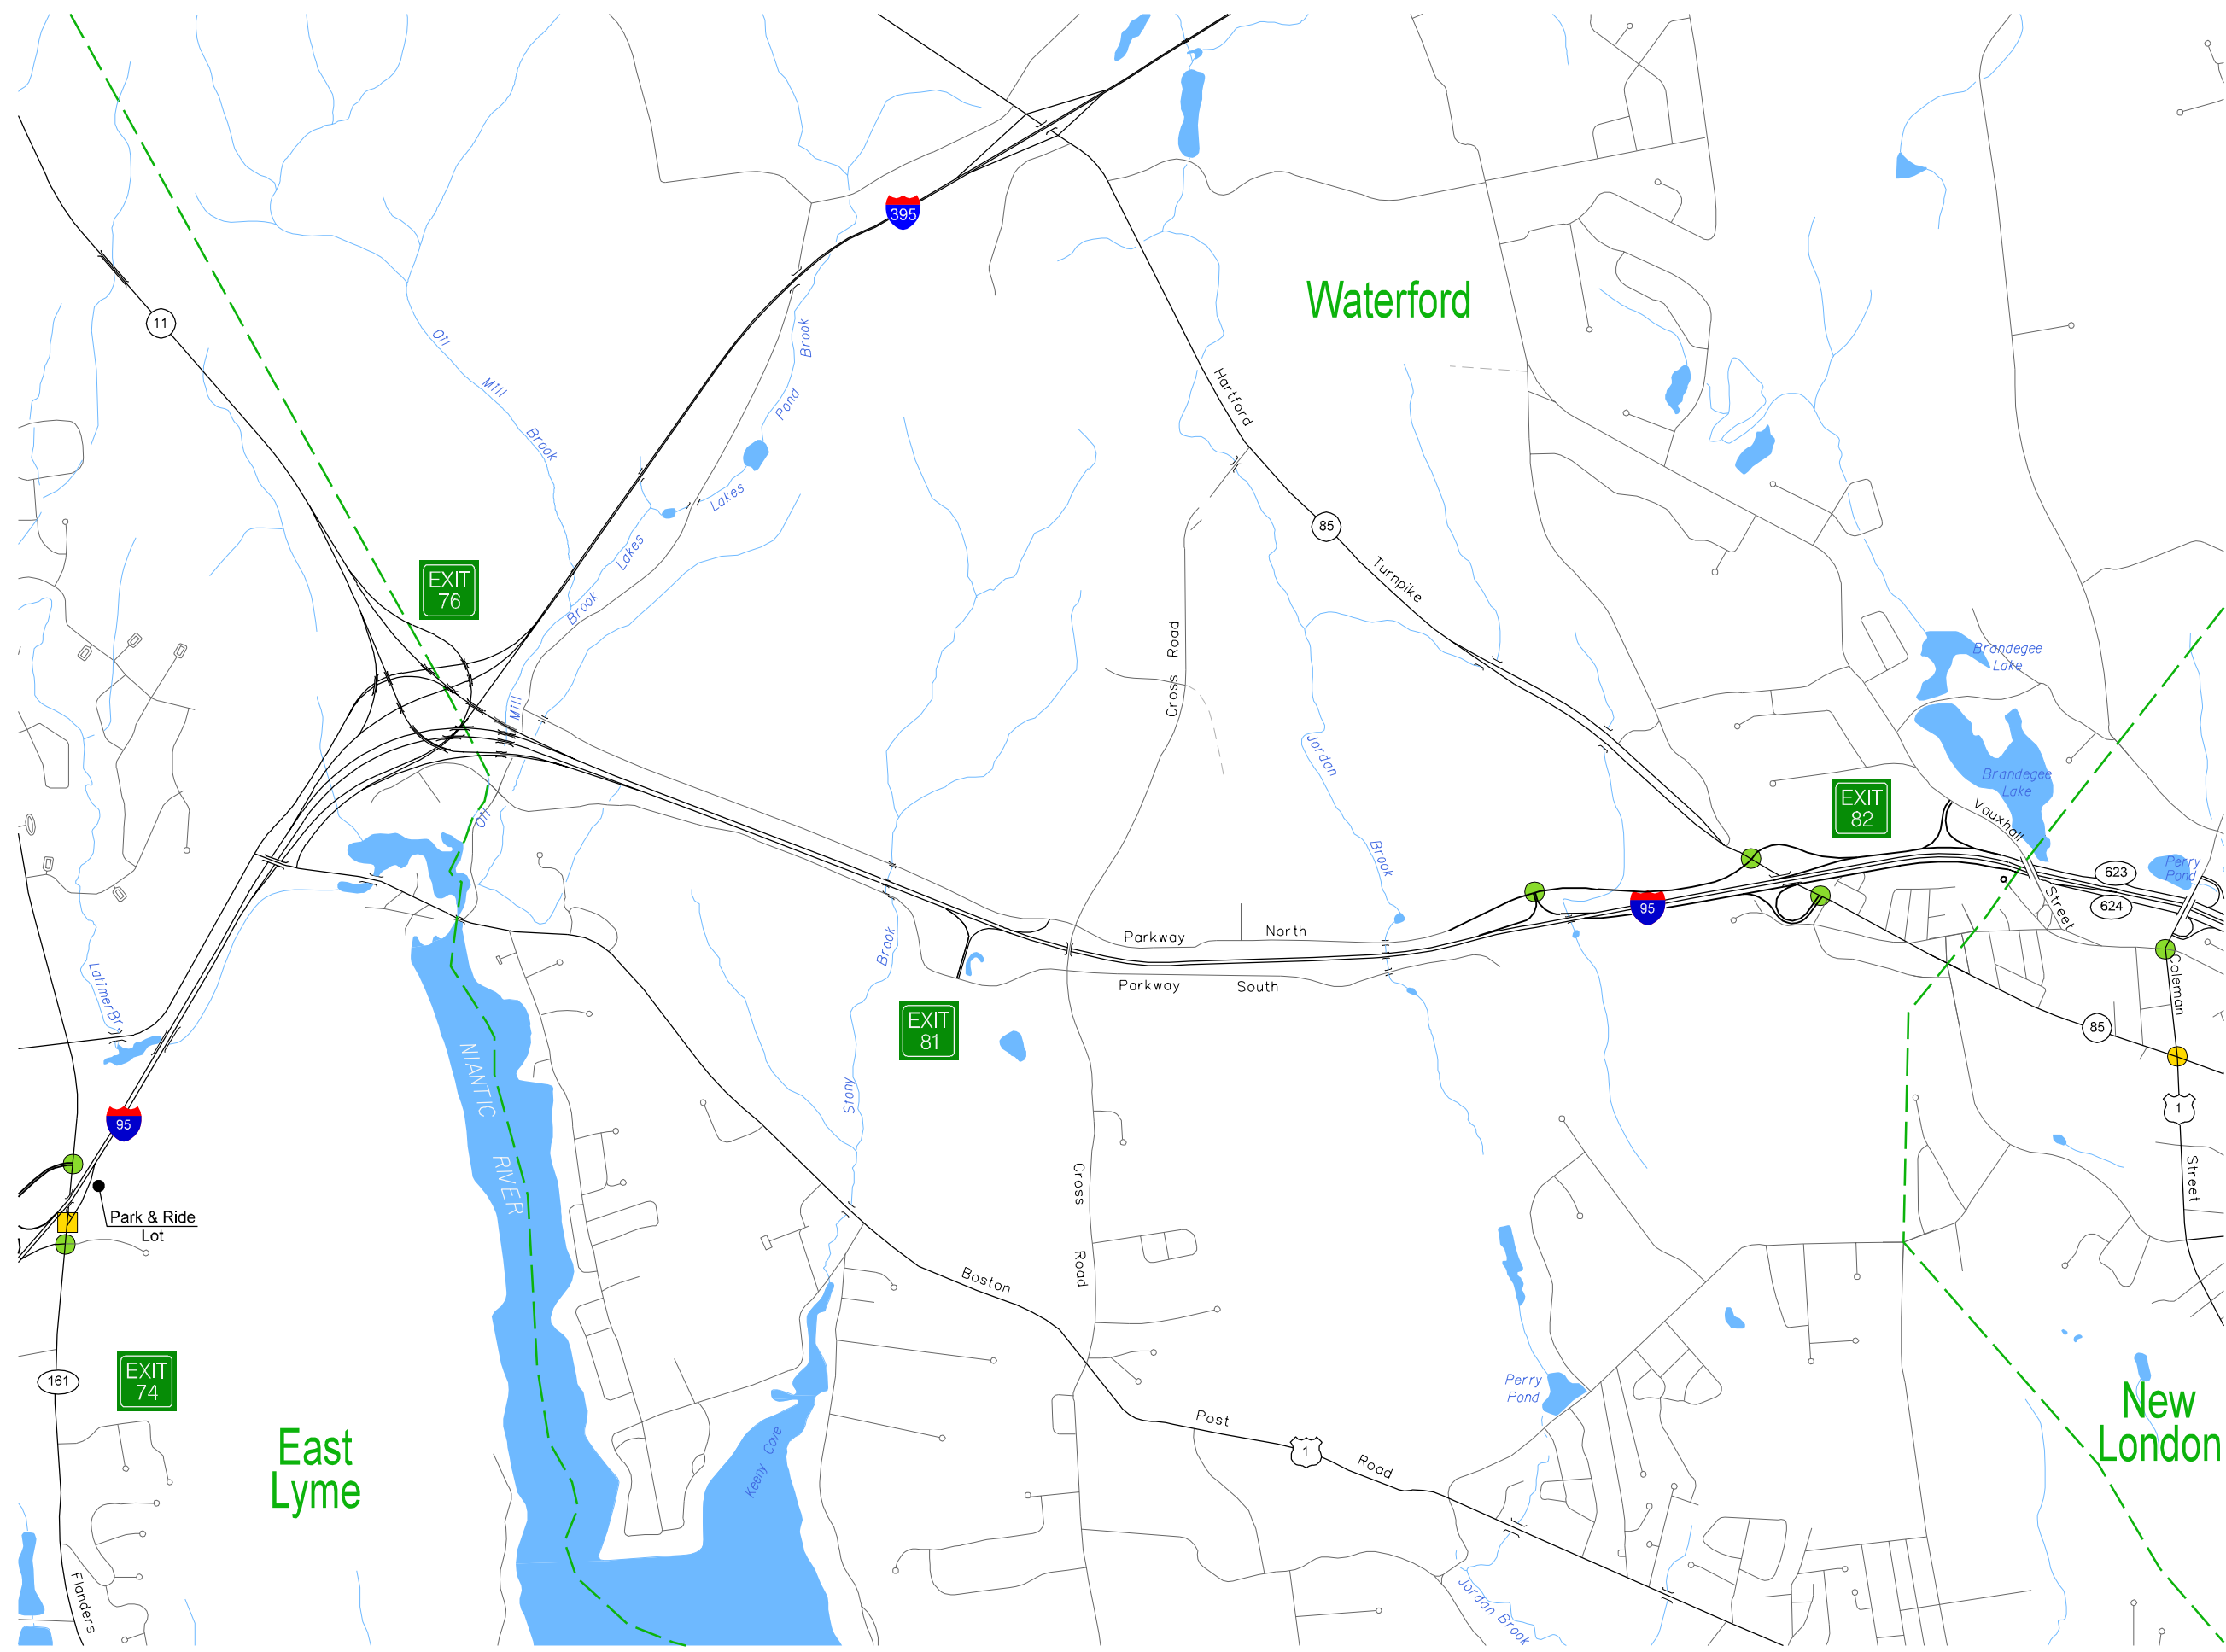 395
Waterford
11
Oil
Mill
Brook
Brook
Pond
Lakes
Hartford
85
Turnpike
EXIT
76
Lakes
Brook
Mill
Oil
Cross Road
Jordan
Brook
Brandegee
Lake
Brandegee
Lake
EXIT
82
Vauxhall
Street
Perry
Pond
623
624
95
Parkway North
Parkway South
Brook
Stony
Coleman
Street
85
1
LatimerBr.
EXIT
81
NIANTIC
RIVER
95
Park & Ride
Lot
Cross
Road
Boston
Post
1
Road
161
EXIT
74
East
Lyme
Keeny Cove
Perry
Pond
New
London
Flanders
Jordan Brook